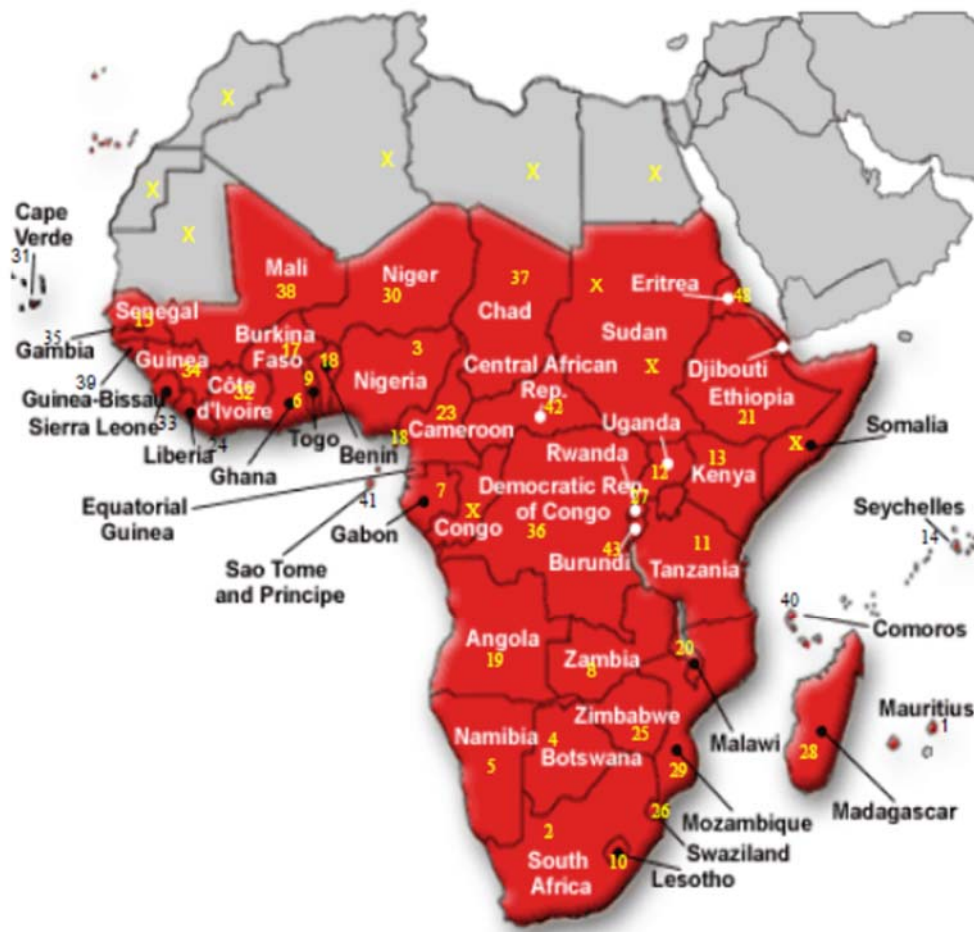 X
X
X
X
X
X
Cape
Verde
31
Mali
38
Niger
30
37
Chad
X
Eritrea
48
Sudan
X
Senegal
15
35
Gambia
Burkina
Faso
17
18
3
Nigeria
Central African
Rep.
42
Djibouti
Ethiopia
21
Guinea
34
39
Guinea-Bissau
Côte
d'Ivoire
32
9
6
33
Sierra Leone
Liberia
24
Ghana
Togo
Benin
18
23
Cameroon
Uganda
12
Rwanda
13
Kenya
X
Somalia
Equatorial
Guinea
41
7
Gabon
X
Congo
Democratic Rep.
of Congo
36
43
Burundi
11
Tanzania
Seychelles
14
Sao Tome
and Principe
40
Comoros
Angola
19
Zambia
8
20
Malawi
Zimbabwe
25
Mauritius
1
Namibia
5
4
Botswana
29
28
Madagascar
Mozambique
26
Swaziland
2
South
Africa
10
Lesotho